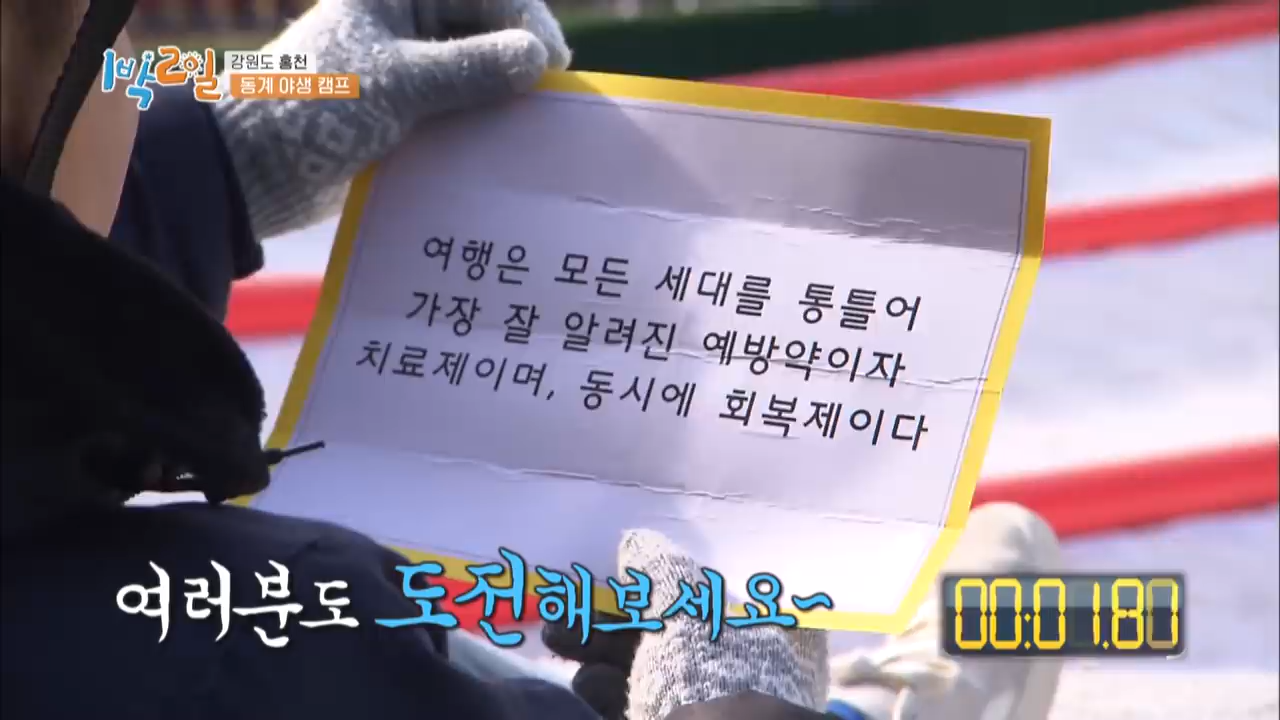 1박2일
강원도 홍천
동계 야생 캠프
여행은 모든 세대를 통틀어
가장 잘 알려진 예방약이자
치료제이며, 동시에 회복제이다
여러분도 도전해보세요~
00:01.81